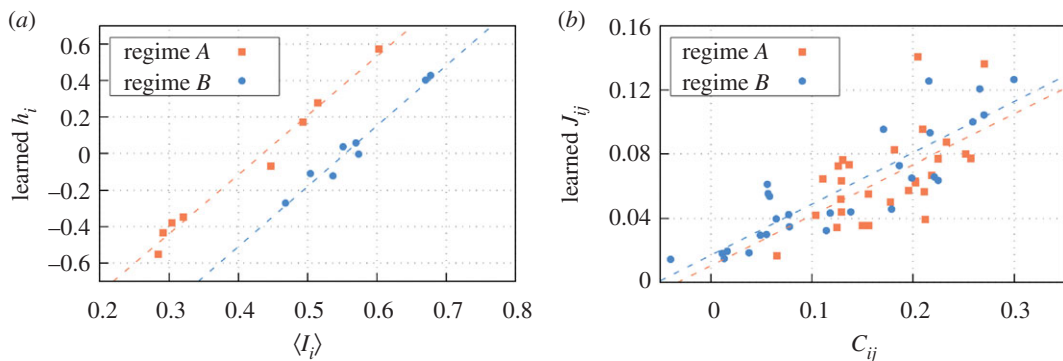 (a)
0.6
0.4
0.2
0
–0.2
–0.4
–0.6
learned h_i
regime A
regime B
0.2 0.3 0.4 0.5 0.6 0.7 0.8
⟨I_i⟩
(b)
0.16
0.12
0.08
0.04
0
learned J_ij
regime A
regime B
0 0.1 0.2 0.3
C_ij